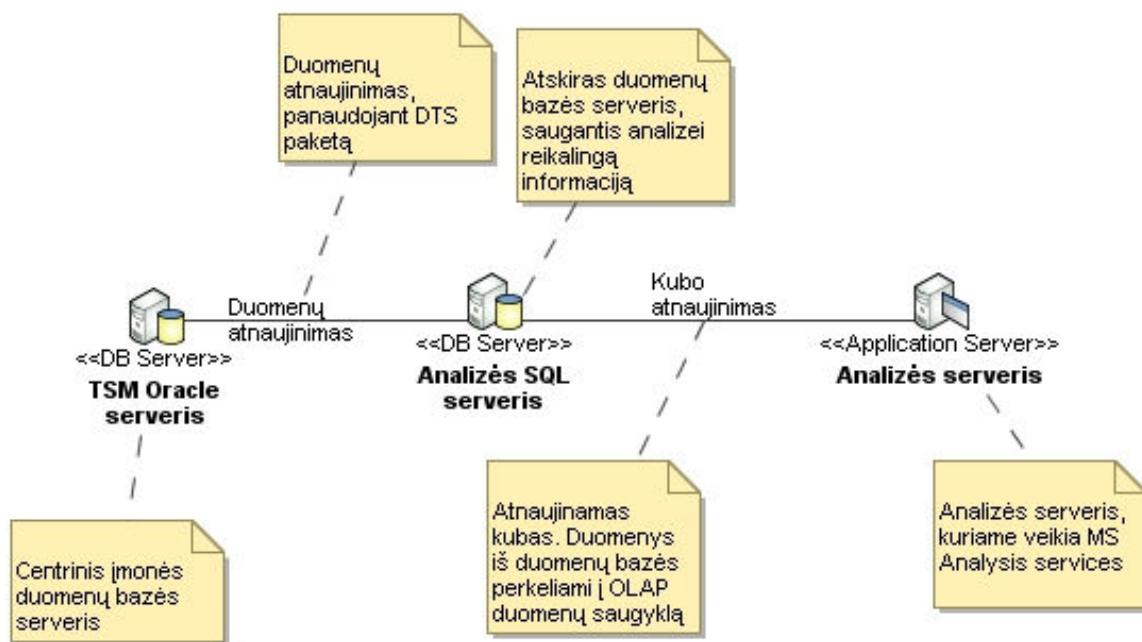 Duomenų
atnaujinimas,
panaudojant DTS
paketą
Atskiras duomenų
bazės serveris,
saugantis analizei
reikalingą
informaciją
Duomenų
atnaujinimas
Kubo
atnaujinimas
<<DB Server>>
TSM Oracle
serveris
<<DB Server>>
Analizės SQL
serveris
<<Application Server>>
Analizės serveris
Centrinis įmonės
duomenų bazės
serveris
Atnaujinamas
kubas. Duomenys
iš duomenų bazės
perkeliami į OLAP
duomenų saugyklą
Analizės serveris,
kuriame veikia MS
Analysis services